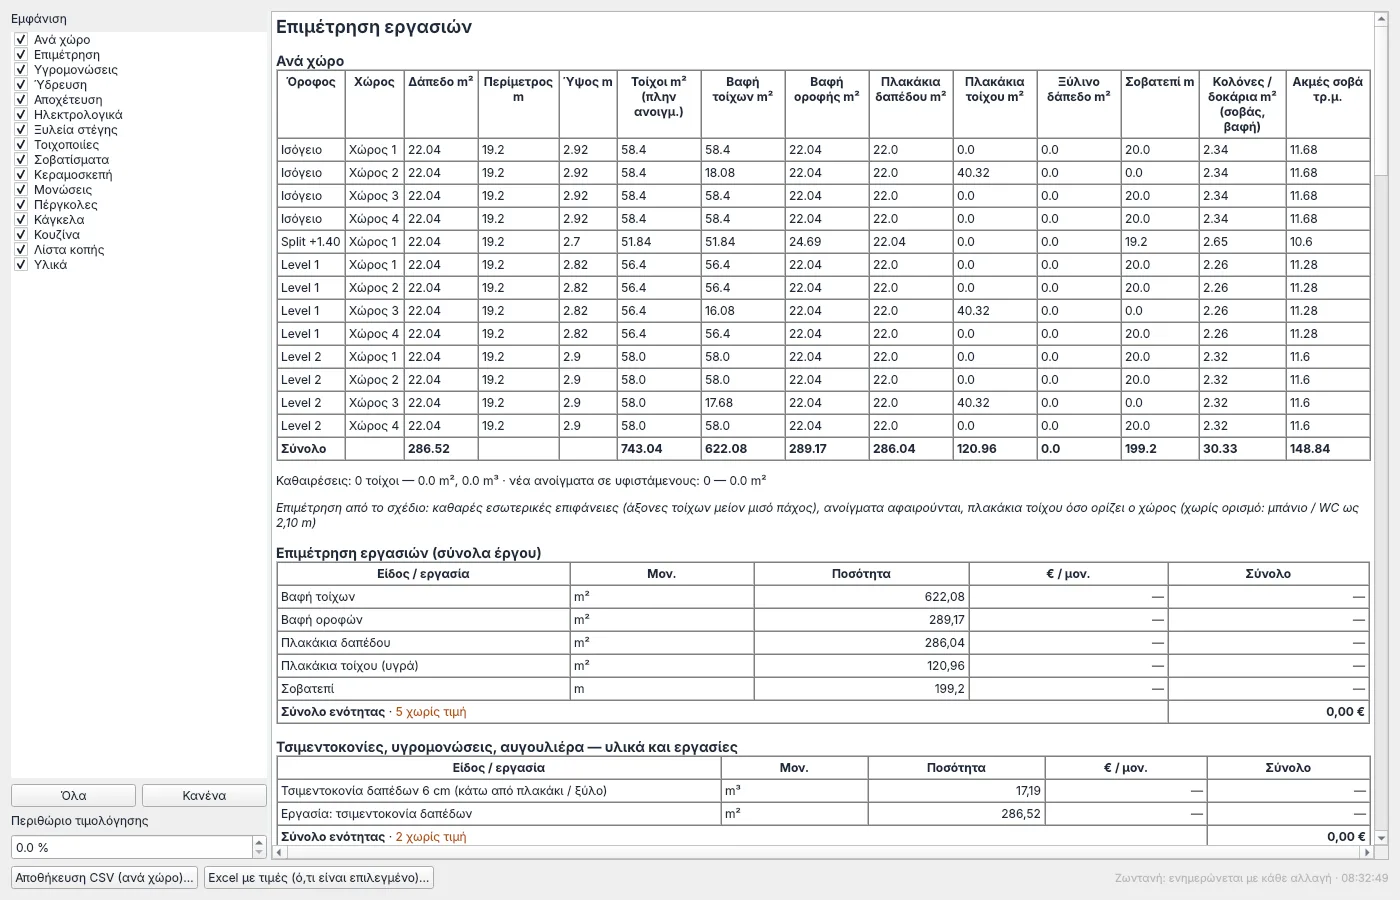 Εμφάνιση
Ανά χώρο
Επιμέτρηση
Υγρομονώσεις
Ύδρευση
Αποχέτευση
Ηλεκτρολογικά
Ξυλεία στέγης
Τοιχοποιίες
Σοβατίσματα
Κεραμοσκεπή
Μονώσεις
Πέργκολες
Κάγκελα
Κουζίνα
Λίστα κοπής
Υλικά
Όλα Κανένα
Περιθώριο τιμολόγησης
0.0 %
Αποθήκευση CSV (ανά χώρο)... Excel με τιμές (ό,τι είναι επιλεγμένο)...
Επιμέτρηση εργασιών
Ανά χώρο
Όροφος Χώρος Δάπεδο m² Περίμετρος m Ύψος m Τοίχοι m² (πλην ανοιγμ.) Βαφή τοίχων m² Βαφή οροφής m² Πλακάκια δαπέδου m² Πλακάκια τοίχου m² Ξύλινο δάπεδο m² Σοβατεπί m Κολόνες / δοκάρια m² (σοβάς, βαφή) Ακμές σοβά τρ.μ.
Ισόγειο Χώρος 1 22.04 19.2 2.92 58.4 58.4 22.04 22.0 0.0 0.0 20.0 2.34 11.68
Ισόγειο Χώρος 2 22.04 19.2 2.92 58.4 18.08 22.04 22.0 40.32 0.0 0.0 2.34 11.68
Ισόγειο Χώρος 3 22.04 19.2 2.92 58.4 58.4 22.04 22.0 0.0 0.0 20.0 2.34 11.68
Ισόγειο Χώρος 4 22.04 19.2 2.92 58.4 58.4 22.04 22.0 0.0 0.0 20.0 2.34 11.68
Split +1.40 Χώρος 1 22.04 19.2 2.7 51.84 51.84 24.69 22.04 0.0 0.0 19.2 2.65 10.6
Level 1 Χώρος 1 22.04 19.2 2.82 56.4 56.4 22.04 22.0 0.0 0.0 20.0 2.26 11.28
Level 1 Χώρος 2 22.04 19.2 2.82 56.4 56.4 22.04 22.0 0.0 0.0 20.0 2.26 11.28
Level 1 Χώρος 3 22.04 19.2 2.82 56.4 16.08 22.04 22.0 40.32 0.0 0.0 2.26 11.28
Level 1 Χώρος 4 22.04 19.2 2.82 56.4 56.4 22.04 22.0 0.0 0.0 20.0 2.26 11.28
Level 2 Χώρος 1 22.04 19.2 2.9 58.0 58.0 22.04 22.0 0.0 0.0 20.0 2.32 11.6
Level 2 Χώρος 2 22.04 19.2 2.9 58.0 58.0 22.04 22.0 0.0 0.0 20.0 2.32 11.6
Level 2 Χώρος 3 22.04 19.2 2.9 58.0 17.68 22.04 22.0 40.32 0.0 0.0 2.32 11.6
Level 2 Χώρος 4 22.04 19.2 2.9 58.0 58.0 22.04 22.0 0.0 0.0 20.0 2.32 11.6
Σύνολο 286.52 743.04 622.08 289.17 286.04 120.96 0.0 199.2 30.33 148.84
Καθαιρέσεις: 0 τοίχοι — 0.0 m², 0.0 m³ · νέα ανοίγματα σε υφιστάμενους: 0 — 0.0 m²
Επιμέτρηση από το σχέδιο: καθαρές εσωτερικές επιφάνειες (άξονες τοίχων μείον μισό πάχος), ανοίγματα αφαιρούνται, πλακάκια τοίχου όσο ορίζει ο χώρος (χωρίς ορισμό: μπάνιο / WC ως
2,10 m)
Επιμέτρηση εργασιών (σύνολα έργου)
Είδος / εργασία Μον. Ποσότητα € / μον. Σύνολο
Βαφή τοίχων m² 622,08 — —
Βαφή οροφών m² 289,17 — —
Πλακάκια δαπέδου m² 286,04 — —
Πλακάκια τοίχου (υγρά) m² 120,96 — —
Σοβατεπί m 199,2 — —
Σύνολο ενότητας · 5 χωρίς τιμή 0,00 €
Τσιμεντοκονίες, υγρομονώσεις, αυγουλιέρα — υλικά και εργασίες
Είδος / εργασία Μον. Ποσότητα € / μον. Σύνολο
Τσιμεντοκονία δαπέδων 6 cm (κάτω από πλακάκι / ξύλο) m³ 17,19 — —
Εργασία: τσιμεντοκονία δαπέδων m² 286,52 — —
Σύνολο ενότητας · 2 χωρίς τιμή 0,00 €
Ζωντανή: ενημερώνεται με κάθε αλλαγή · 08:32:49